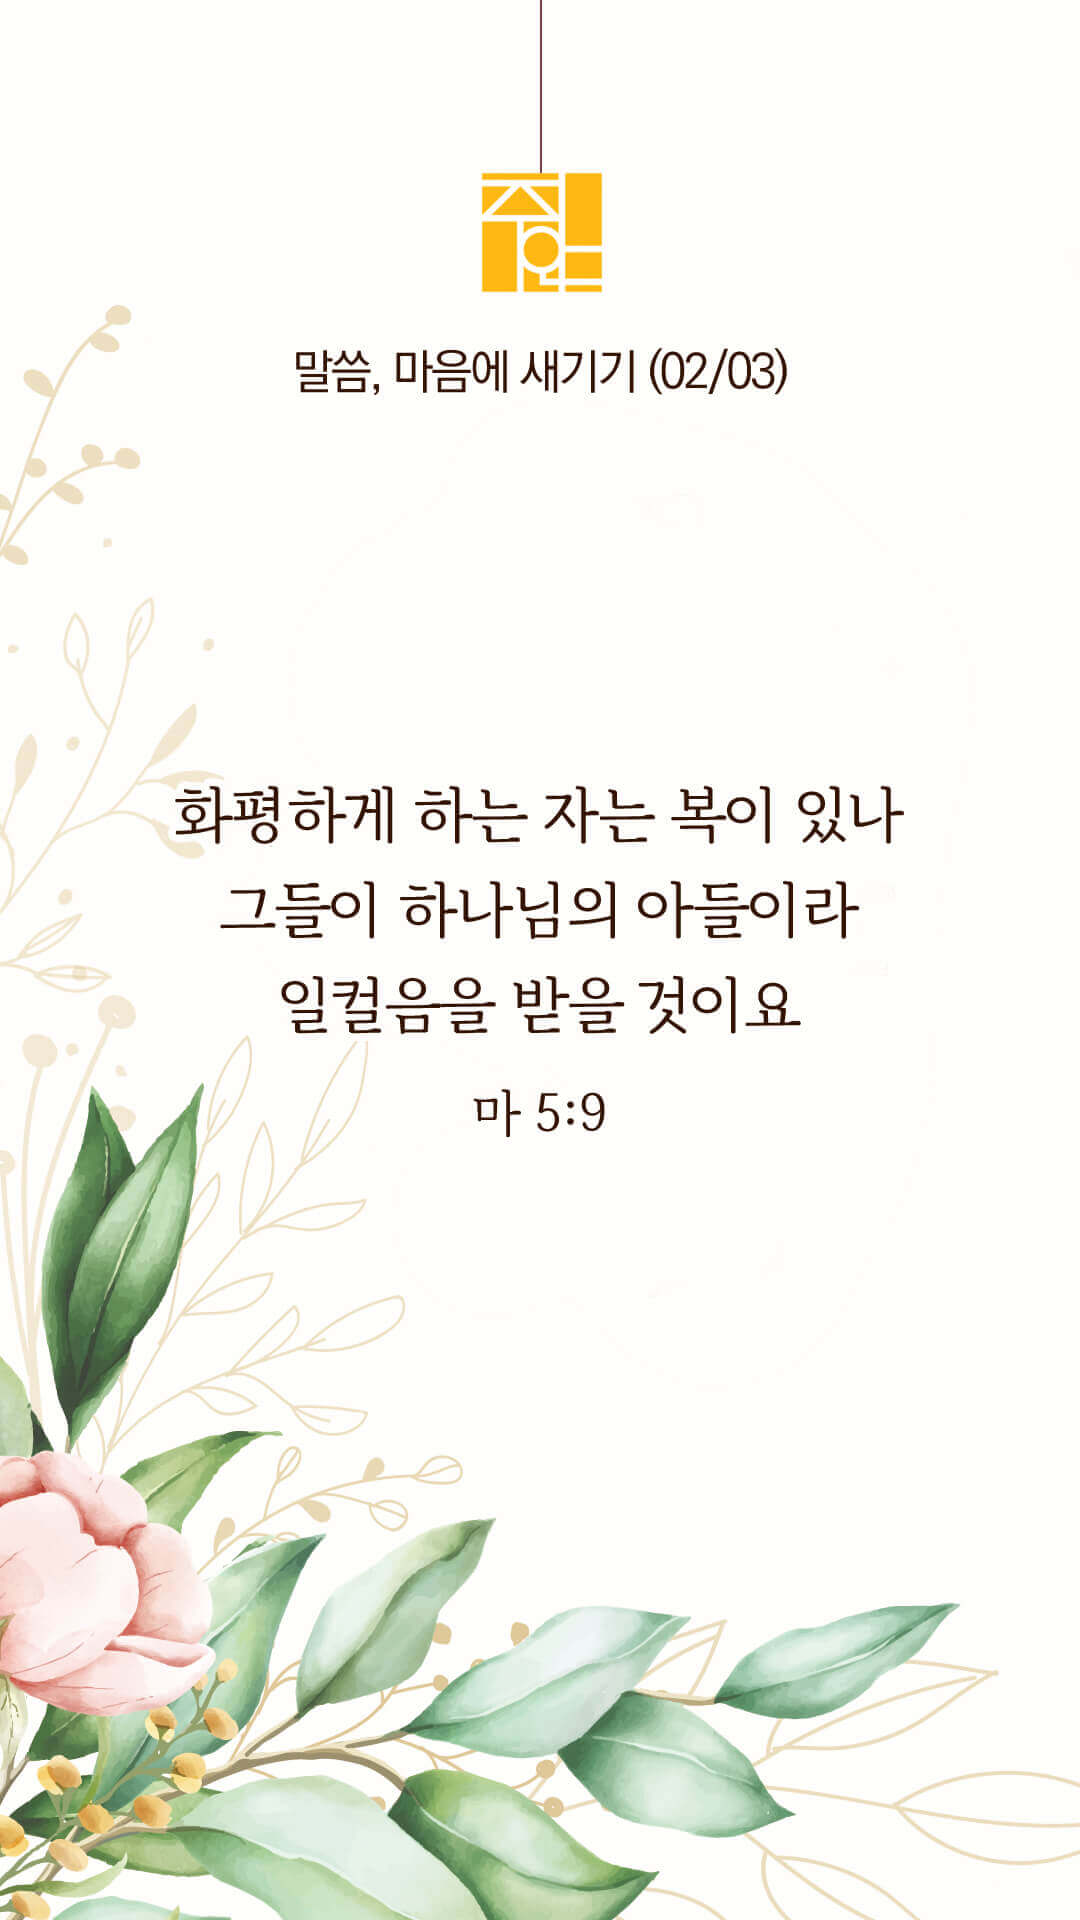 주안
말씀, 마음에 새기기 (02/03)
화평하게 하는 자는 복이 있나
그들이 하나님의 아들이라
일컬음을 받을 것이요
마 5:9